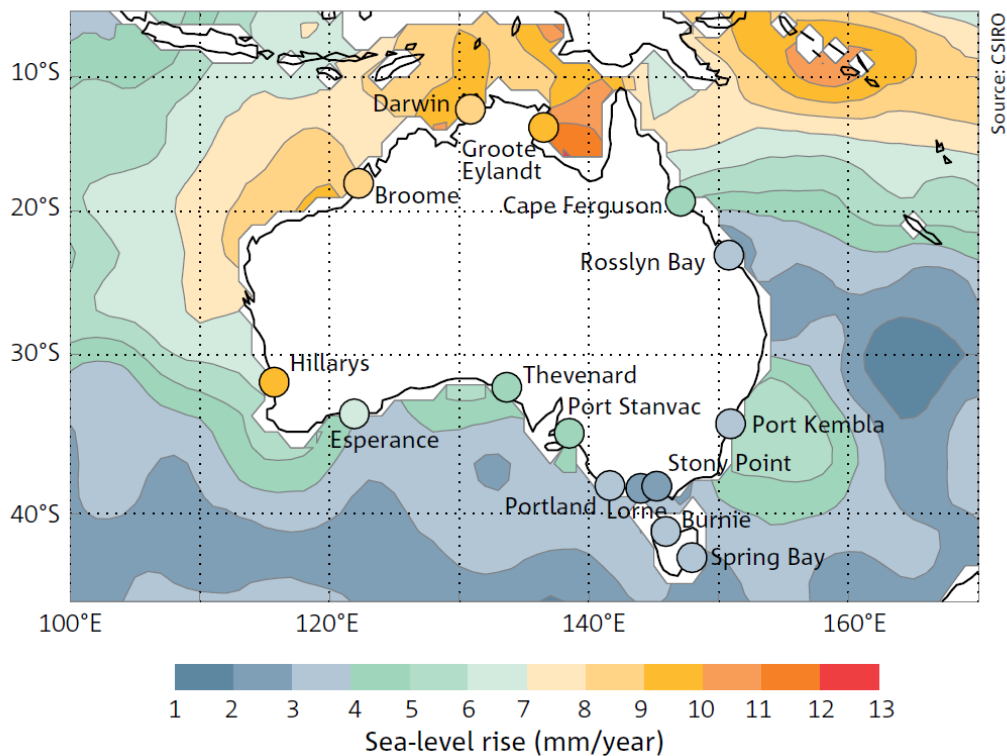 Source: CSIRO
10°S
20°S
30°S
40°S
Darwin
Groote
Eylandt
Broome
Cape Ferguson
Rosslyn Bay
Hillarys
Thevenard
Port Stanvac
Esperance
Port Kembla
Stony Point
Portland
Lorne
Burnie
Spring Bay
100°E 120°E 140°E 160°E
1 2 3 4 5 6 7 8 9 10 11 12 13
Sea-level rise (mm/year)